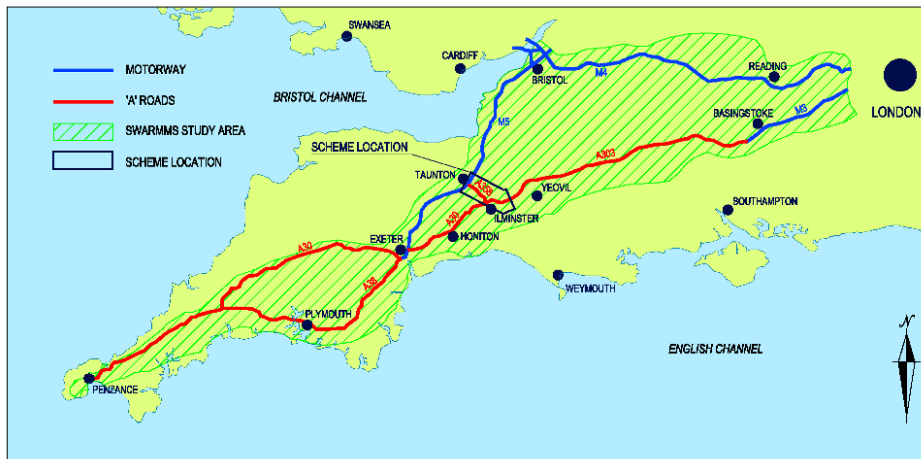 SWANSEA
CARDIFF
MOTORWAY
BRISTOL
M4
READING
'A' ROADS
BRISTOL CHANNEL
BASINGSTOKE
M3
LONDON
SWARMMS STUDY AREA
M5
SCHEME LOCATION
SCHEME LOCATION
A303
TAUNTON
A358
YEOVIL
ILMINSTER
SOUTHAMPTON
A30
EXETER
HONITON
A30
WEYMOUTH
A38
PLYMOUTH
ENGLISH CHANNEL
N
PENZANCE